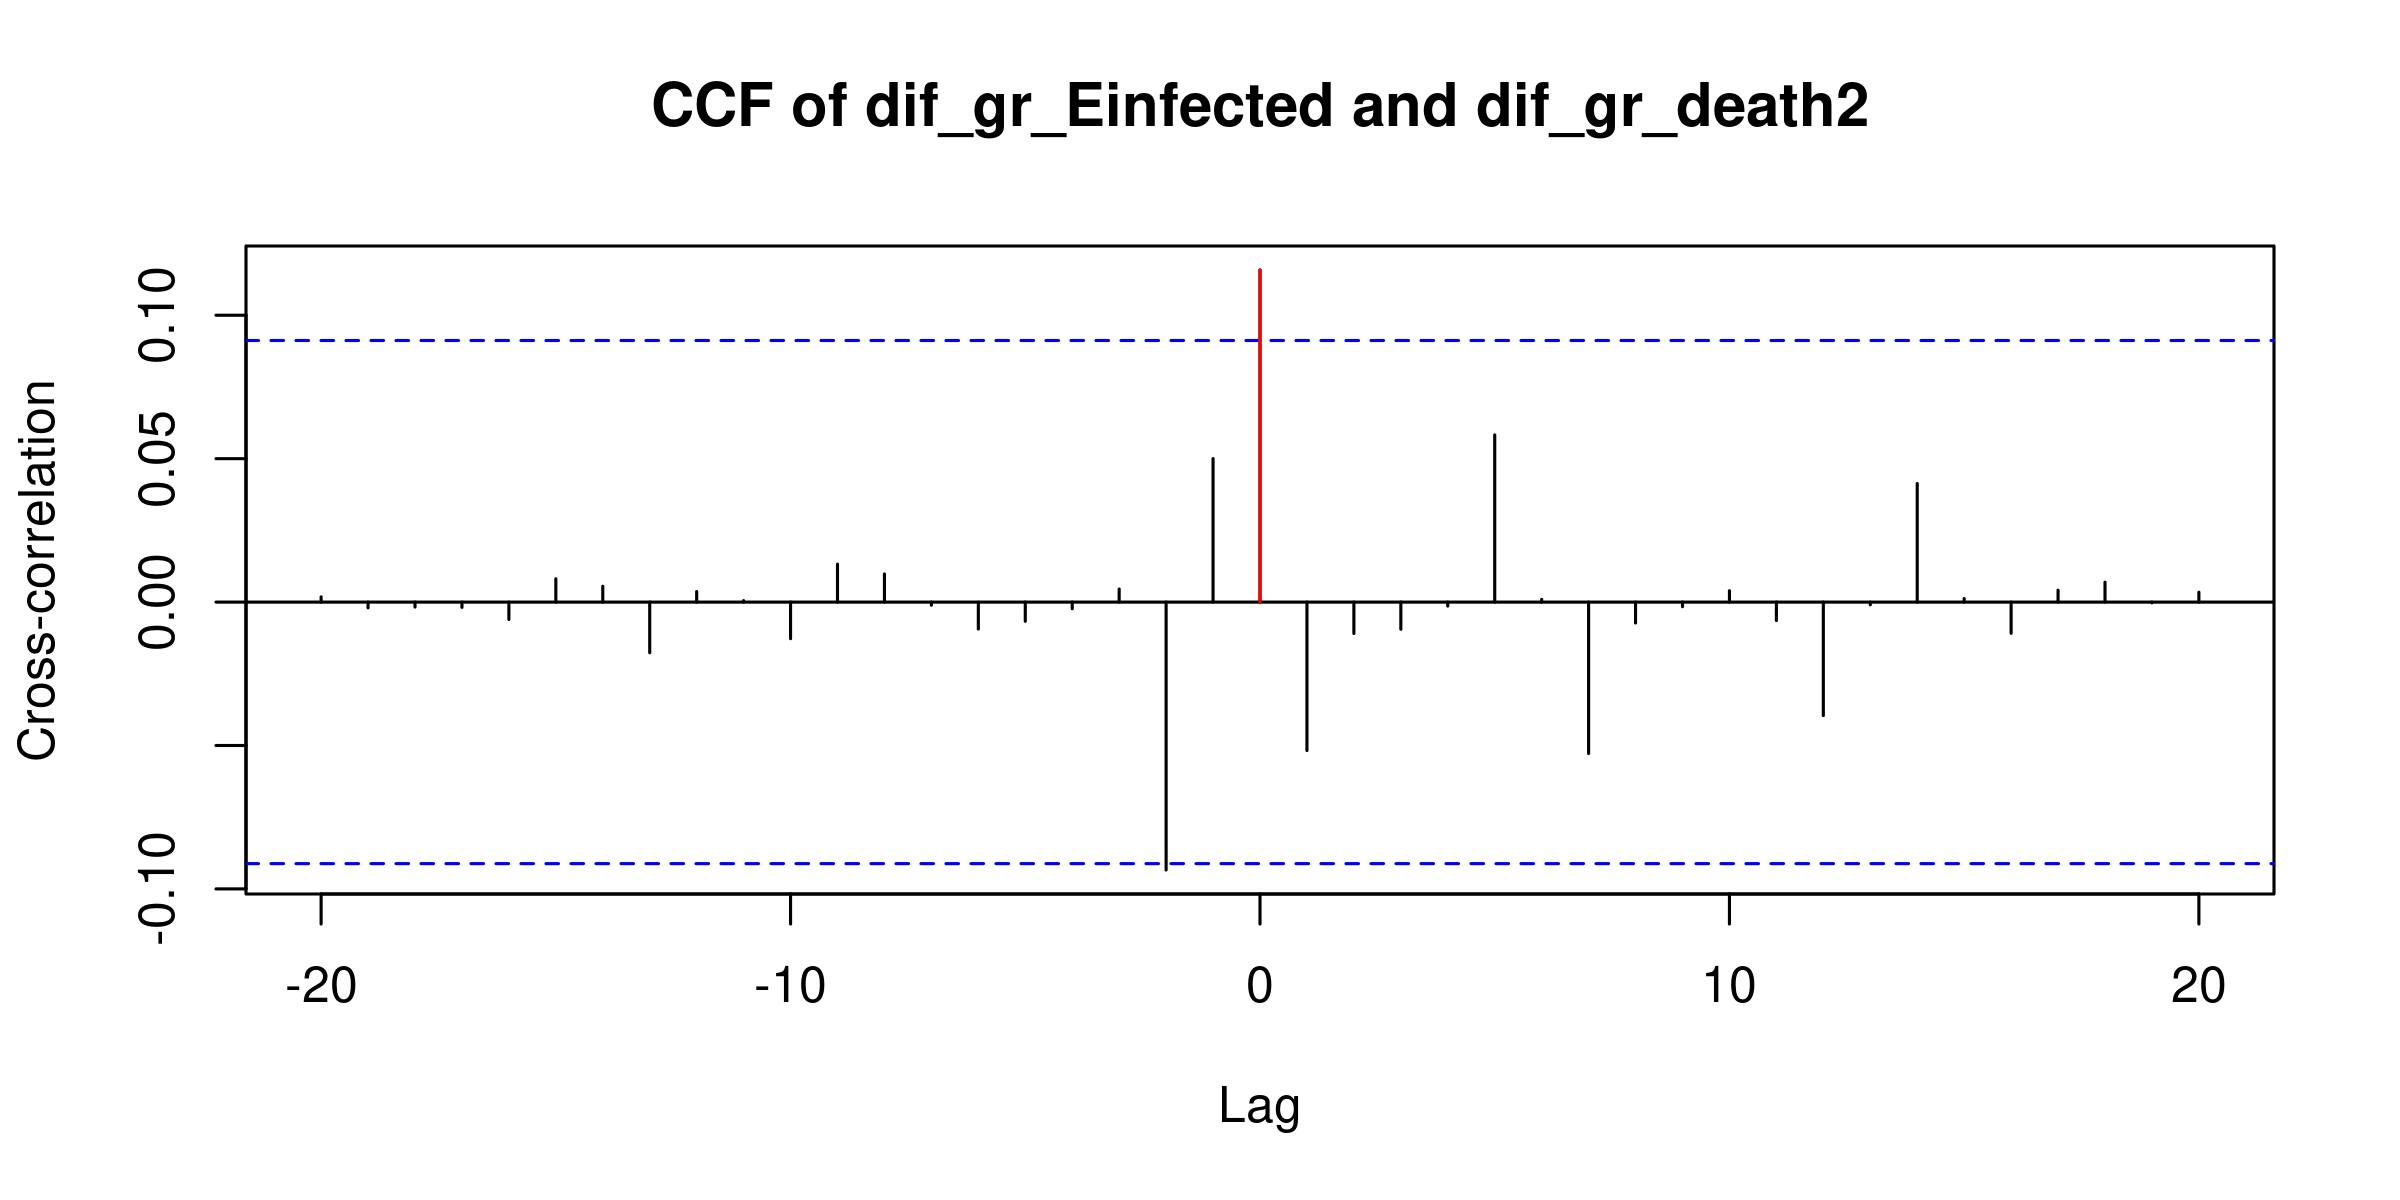 CCF of dif_gr_Einfected and dif_gr_death2
Cross-correlation
0.10
0.05
0.00
-0.10
-20 -10 0 10 20
Lag